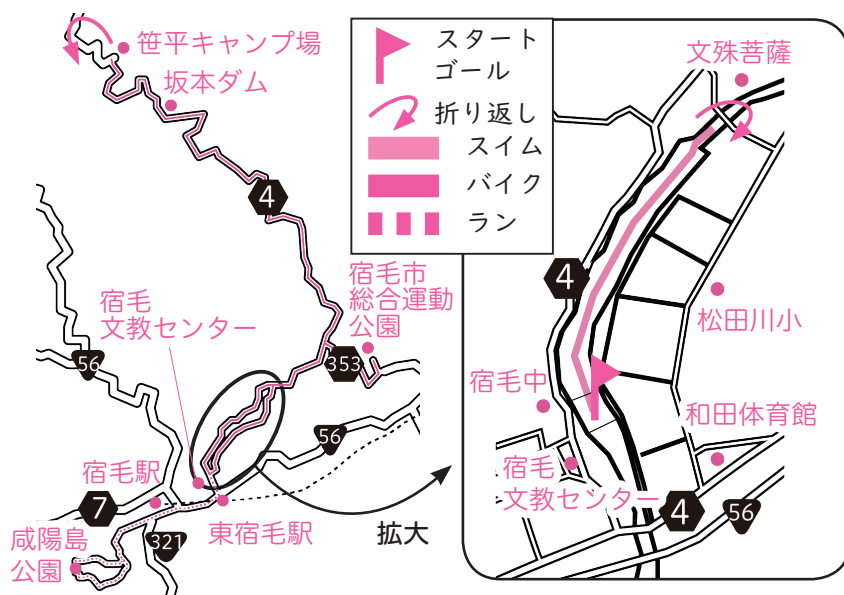 笹平キャンプ場
坂本ダム
4
宿毛
文教センター
宿毛市
総合運動
公園
353
56
56
宿毛駅
7
東宿毛駅
321
咸陽島
公園
拡大
スタート
ゴール
折り返し
スイム
バイク
ラン
文殊菩薩
4
松田川小
宿毛中
和田体育館
宿毛
文教センター
4
56